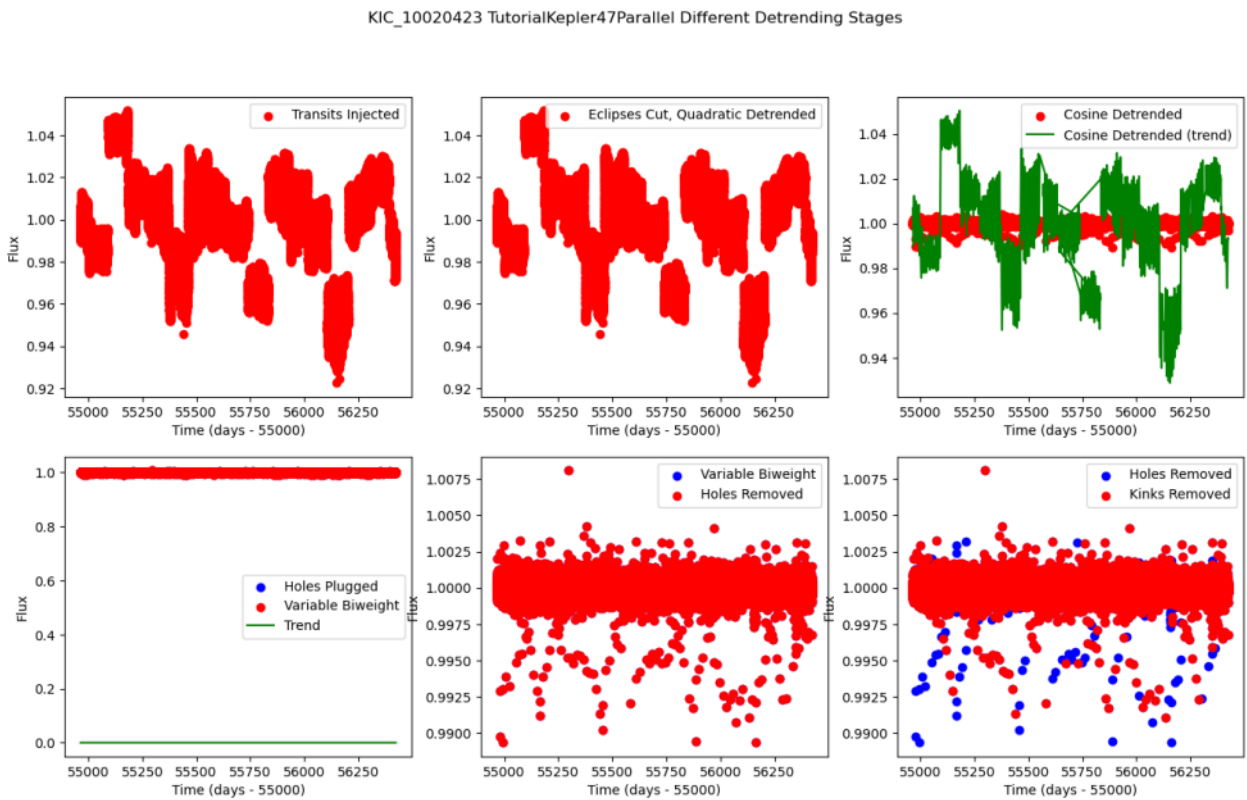 KIC_10020423 TutorialKepler47Parallel Different Detrending Stages
Transits Injected
1.04
1.02
1.00
0.98
0.96
0.94
0.92
Flux
55000 55250 55500 55750 56000 56250
Time (days - 55000)
Eclipses Cut, Quadratic Detrended
1.04
1.02
1.00
0.98
0.96
0.94
0.92
Flux
55000 55250 55500 55750 56000 56250
Time (days - 55000)
Cosine Detrended
Cosine Detrended (trend)
1.04
1.02
1.00
0.98
0.96
0.94
Flux
55000 55250 55500 55750 56000 56250
Time (days - 55000)
Holes Plugged
Variable Biweight
Trend
1.0
0.8
0.6
0.4
0.2
0.0
Flux
55000 55250 55500 55750 56000 56250
Time (days - 55000)
Variable Biweight
Holes Removed
1.0075
1.0050
1.0025
1.0000
0.9975
0.9950
0.9925
0.9900
Flux
55000 55250 55500 55750 56000 56250
Time (days - 55000)
Holes Removed
Kinks Removed
1.0075
1.0050
1.0025
1.0000
0.9975
0.9950
0.9925
0.9900
Flux
55000 55250 55500 55750 56000 56250
Time (days - 55000)